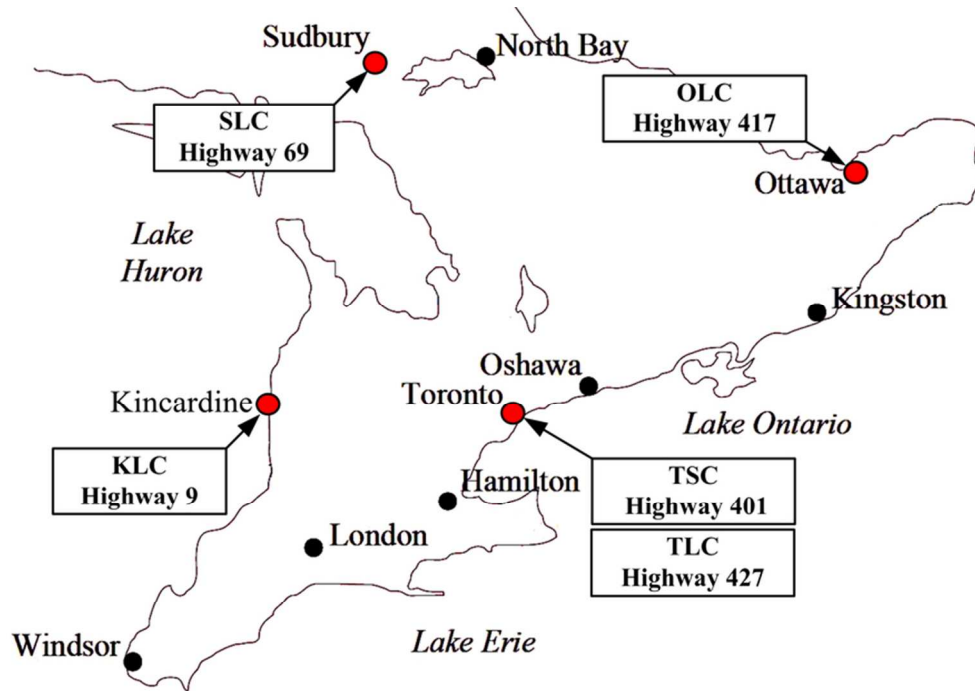 Sudbury
North Bay
SLC
Highway 69
OLC
Highway 417
Ottawa
Lake
Huron
Kingston
Oshawa
Toronto
Kincardine
Lake Ontario
KLC
Highway 9
Hamilton
TSC
Highway 401
London
TLC
Highway 427
Windsor
Lake Erie